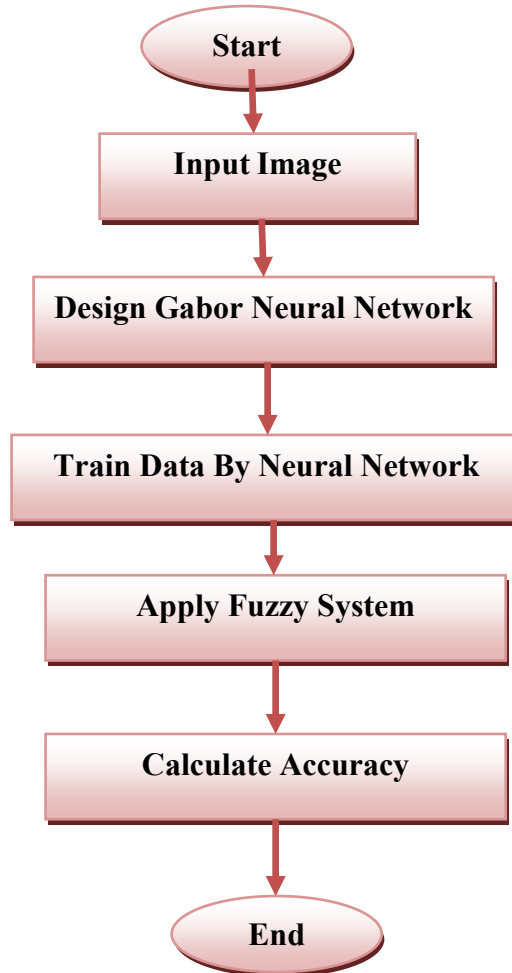 Start
Input Image
Design Gabor Neural Network
Train Data By Neural Network
Apply Fuzzy System
Calculate Accuracy
End